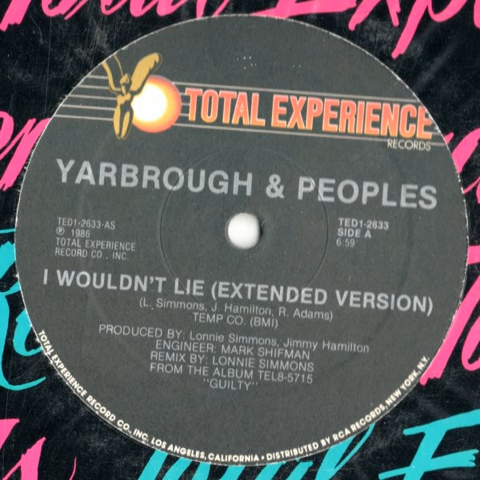 TOTAL EXPERIENCE
RECORDS
YARBROUGH & PEOPLES
TED1-2633-AS
℗ 1986
TOTAL EXPERIENCE
RECORD CO., INC.
TED1-2633
SIDE A
6:59
I WOULDN'T LIE (EXTENDED VERSION)
(L. Simmons, J. Hamilton, R. Adams)
TEMP CO. (BMI)
PRODUCED BY: Lonnie Simmons, Jimmy Hamilton
ENGINEER: MARK SHIFMAN
REMIX BY: LONNIE SIMMONS
FROM THE ALBUM TEL8-5715
"GUILTY"
TOTAL EXPERIENCE RECORD CO., INC. LOS ANGELES, CALIFORNIA • DISTRIBUTED BY RCA RECORDS, NEW YORK, N.Y.